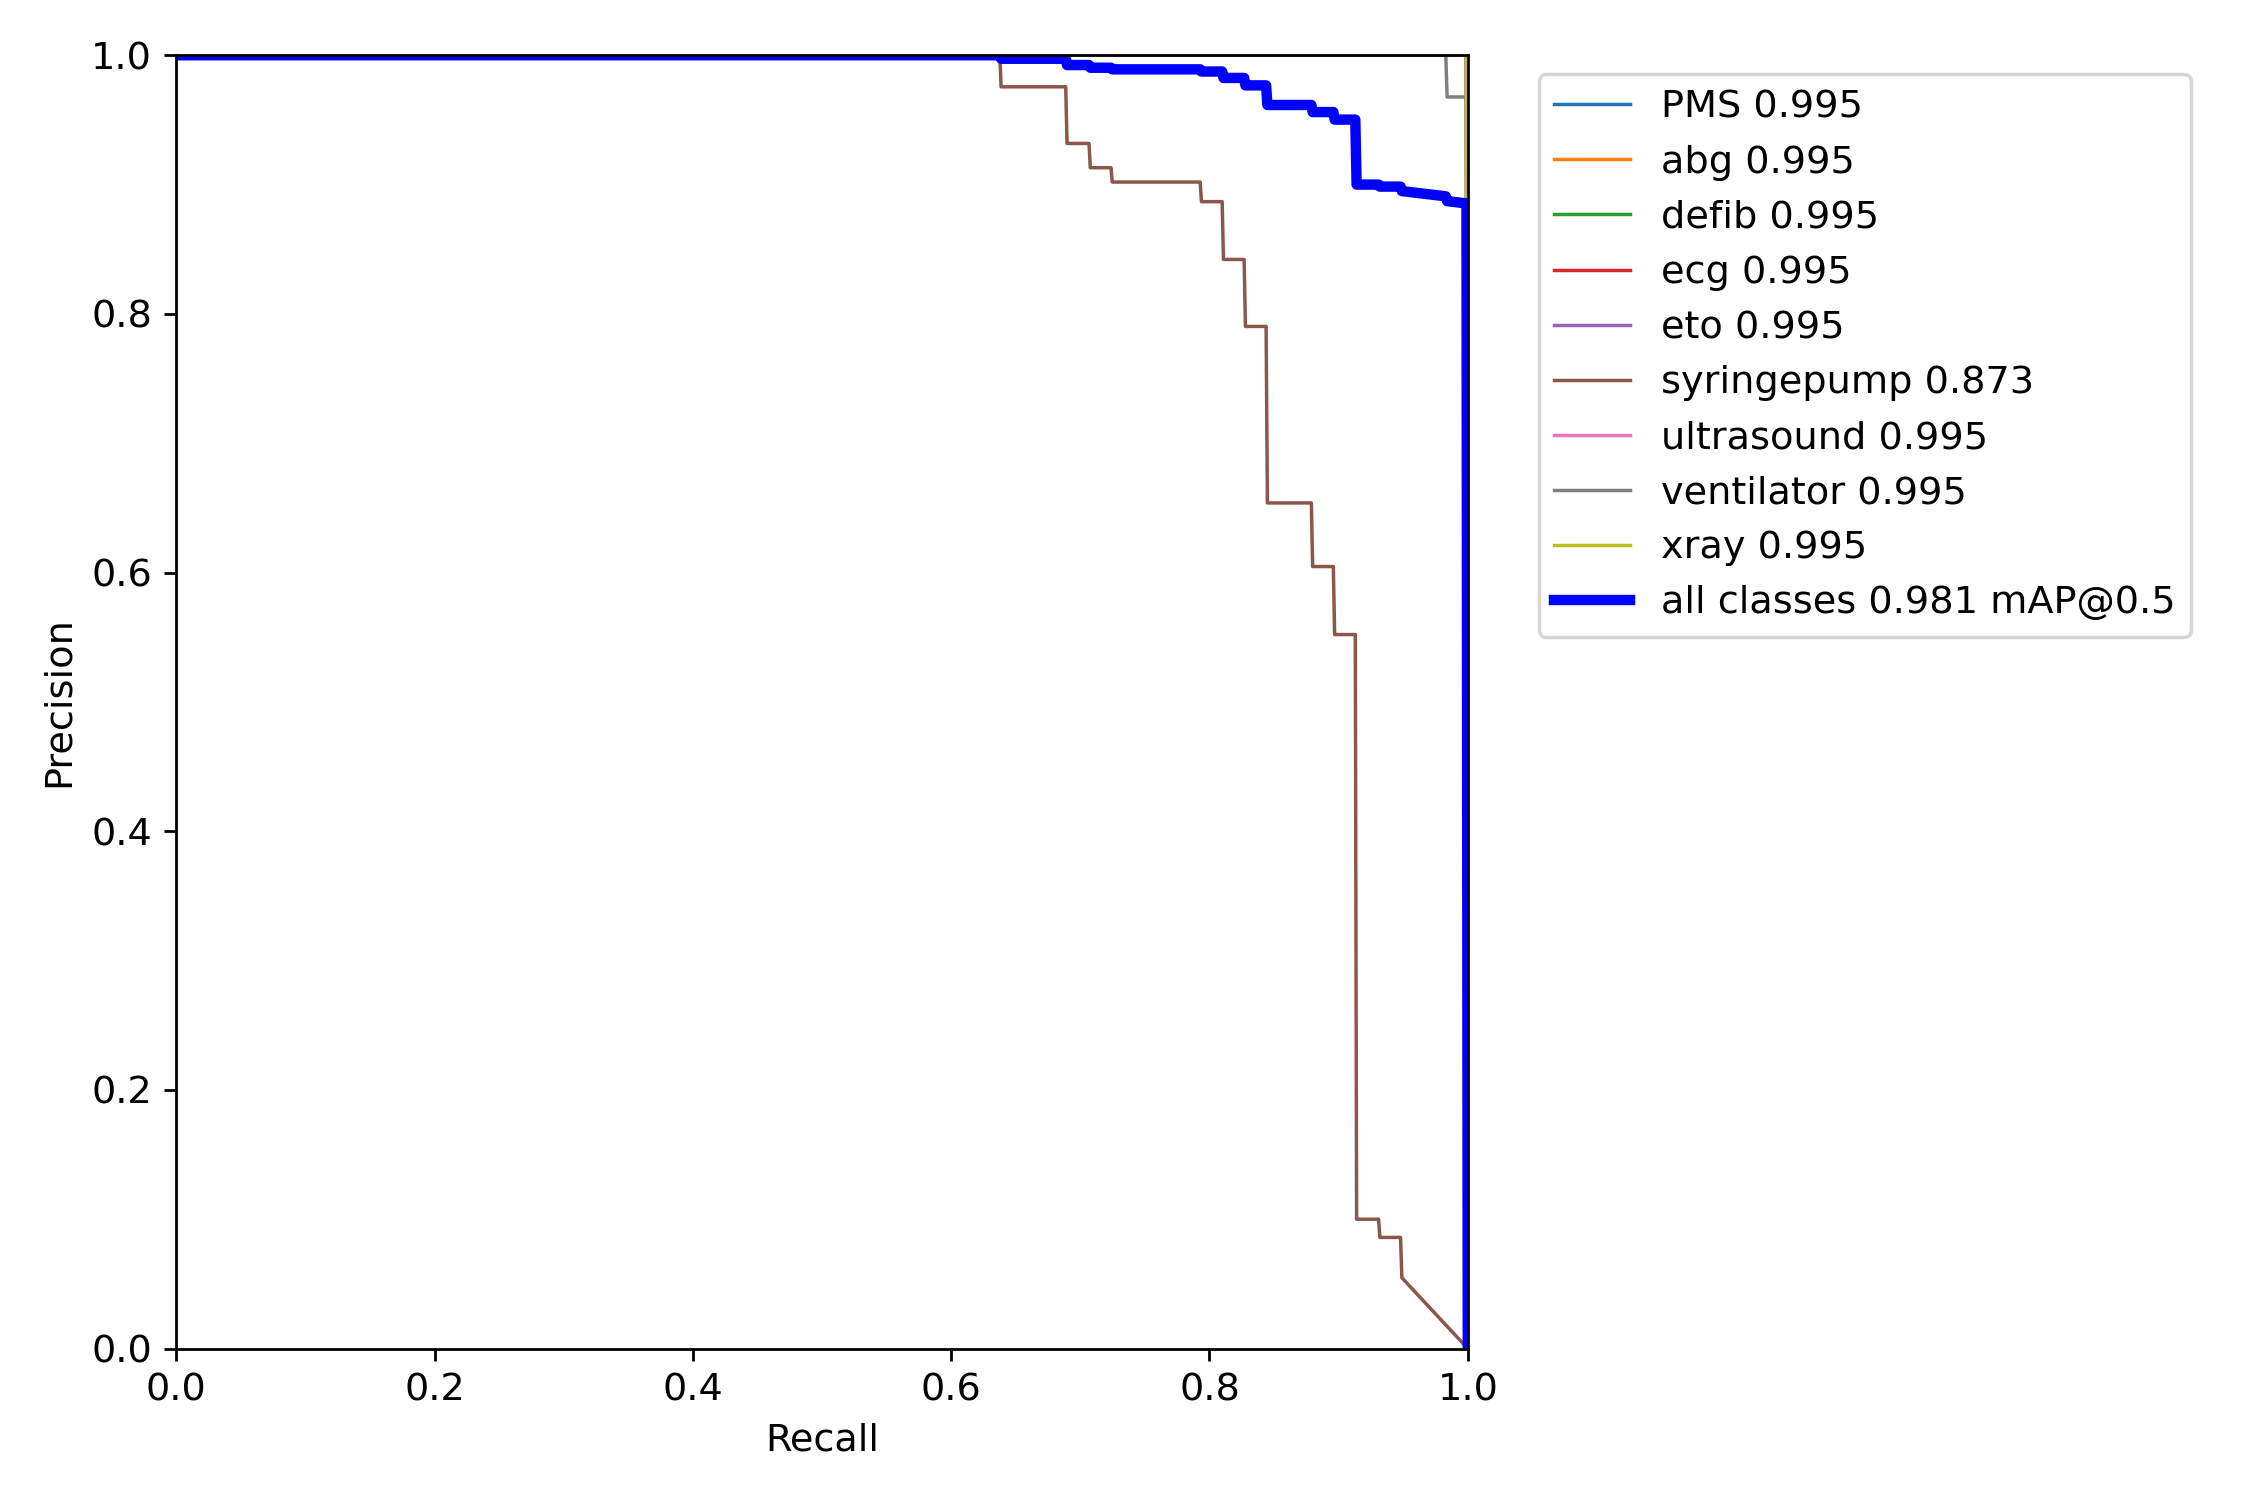 1.0
0.8
0.6
0.4
0.2
0.0
Precision
0.0 0.2 0.4 0.6 0.8 1.0
Recall
PMS 0.995
abg 0.995
defib 0.995
ecg 0.995
eto 0.995
syringepump 0.873
ultrasound 0.995
ventilator 0.995
xray 0.995
all classes 0.981 mAP@0.5